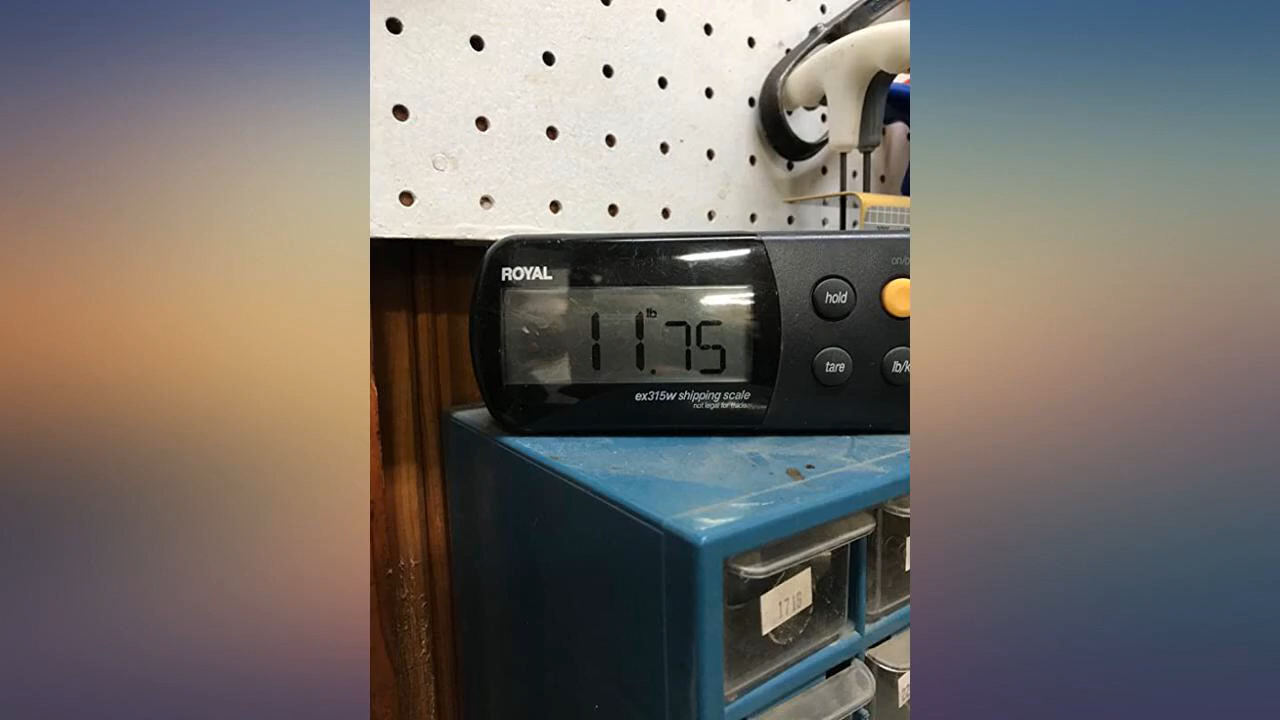 ROYAL
lb
11.75
ex315w shipping scale
not legal for trade
hold
tare
1716